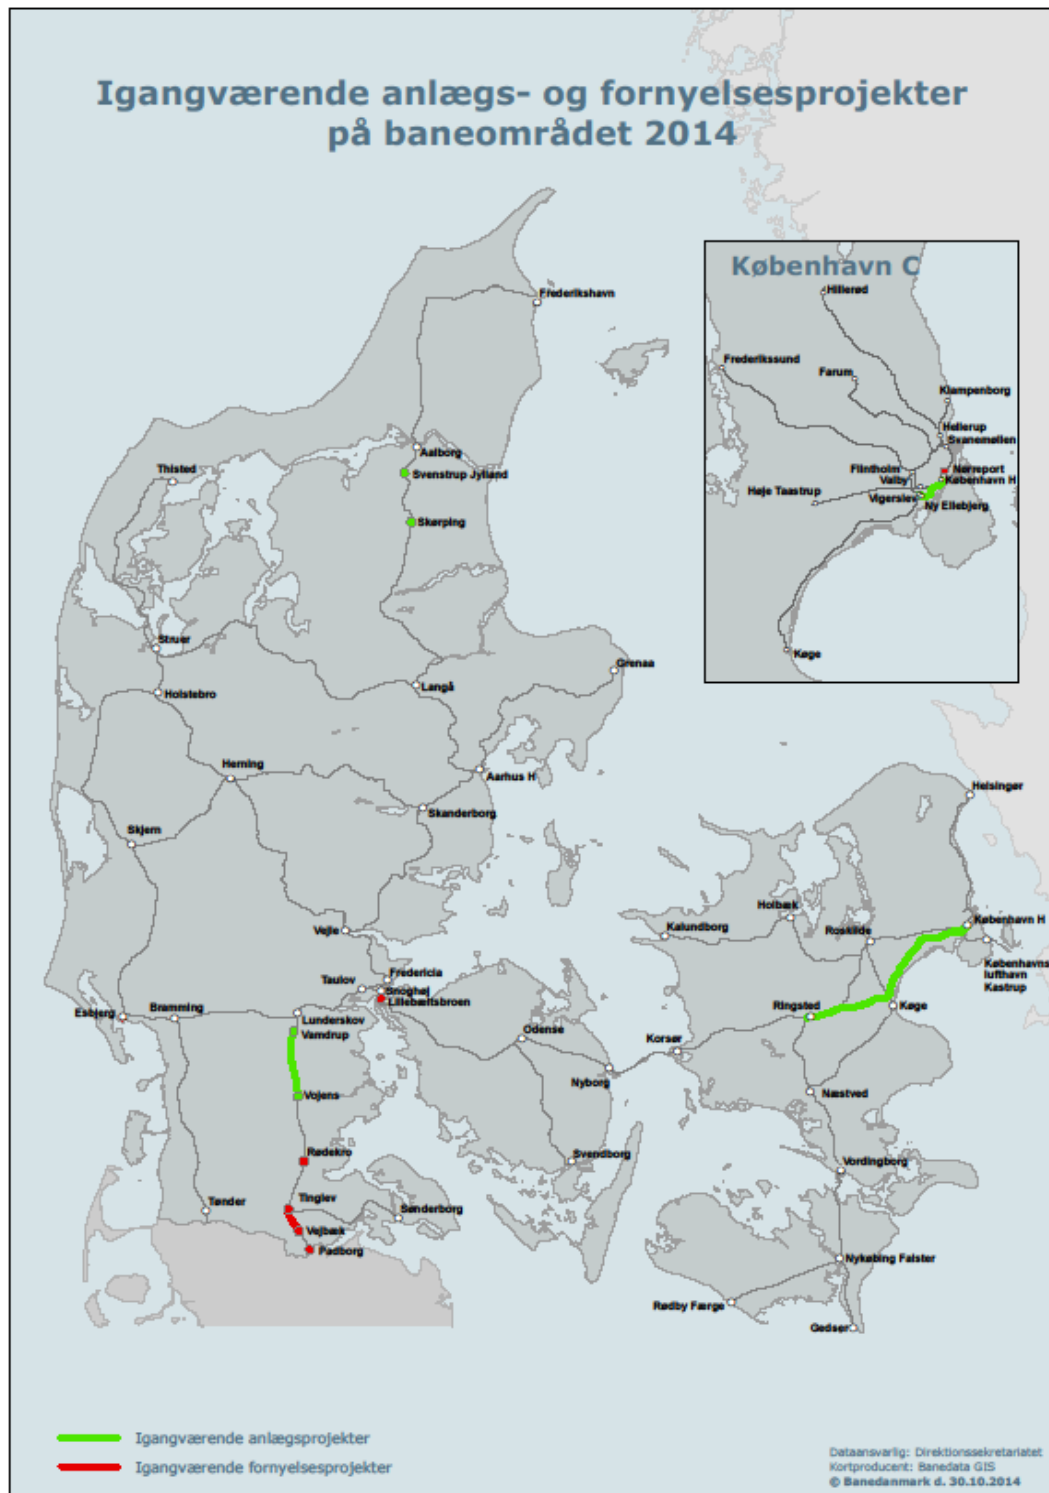 Igangværende anlægs- og fornyelsesprojekter
på baneområdet 2014
København C
Hillerød
Frederikssund
Farum
Klampenborg
Hellerup
Svanemøllen
Flintholm
Nørreport
Valby
København H
Høje Taastrup
Vigerslev
Ny Ellebjerg
Køge
Frederikshavn
Aalborg
Thisted
Svenstrup Jylland
Skørping
Struer
Grenaa
Langå
Holstebro
Herning
Aarhus H
Skanderborg
Helsingør
Skjern
Holbæk
København H
Kalundborg
Roskilde
Vejle
Københavns
lufthavn
Kastrup
Fredericia
Taulov
Snoghøj
Lillebæltsbroen
Esbjerg
Bramming
Lunderskov
Ringsted
Køge
Vamdrup
Odense
Korsør
Nyborg
Vojens
Næstved
Rødekro
Svendborg
Vordingborg
Tinglev
Tønder
Sønderborg
Vejbæk
Padborg
Nykøbing Falster
Rødby Færge
Gedser
Igangværende anlægsprojekter
Igangværende fornyelsesprojekter
Dataansvarlig: Direktionssekretariatet
Kortproducent: Banedata GIS
© Banedanmark d. 30.10.2014